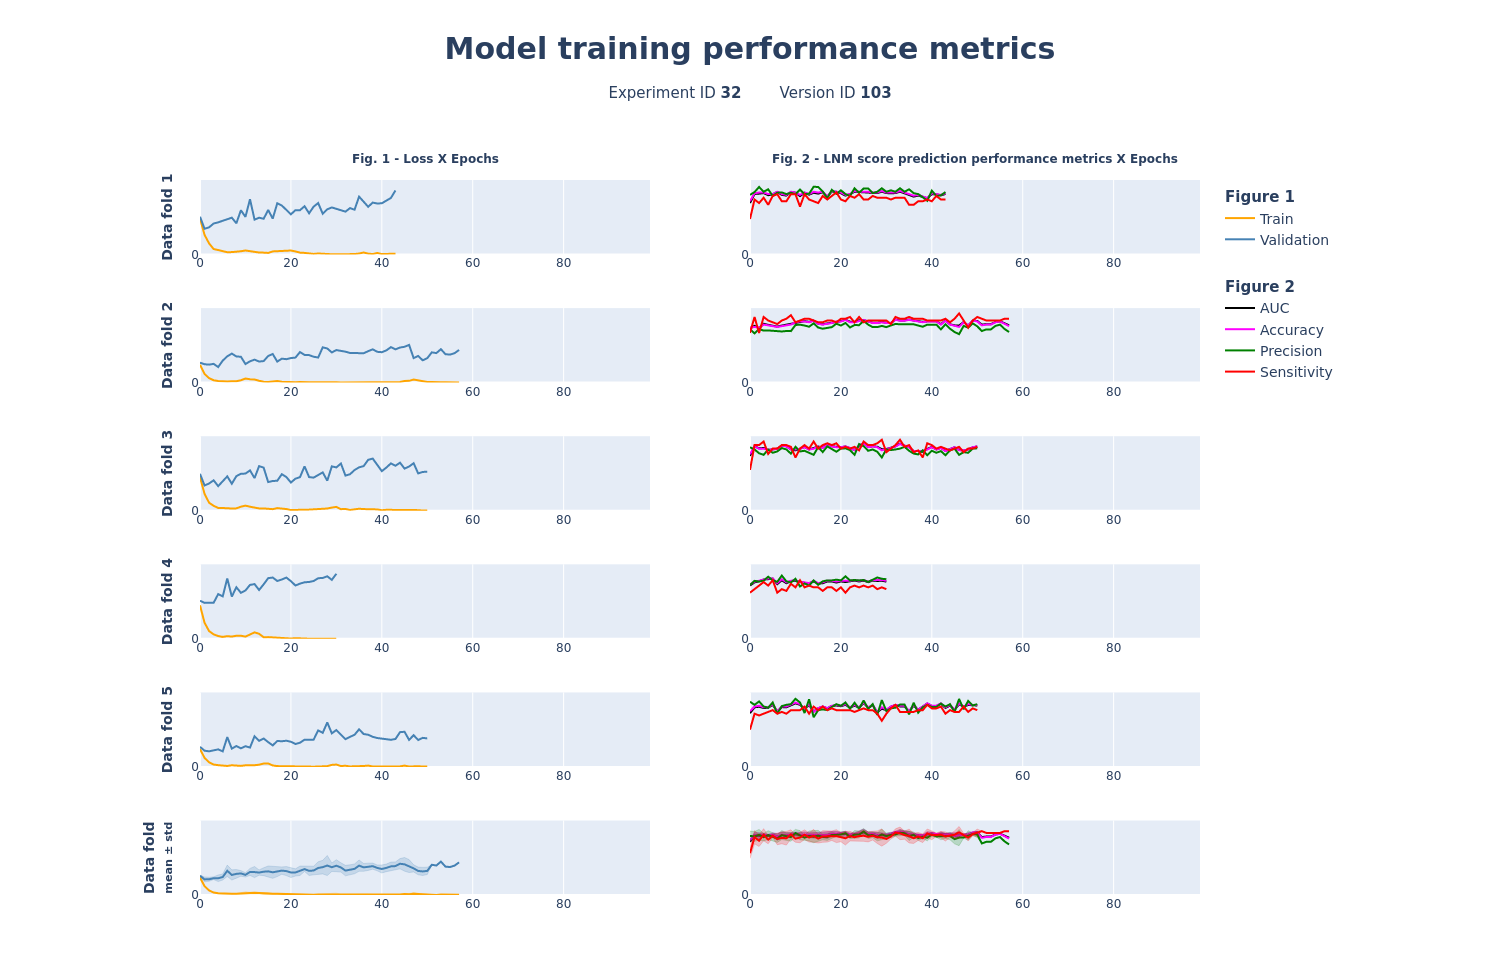 Model training performance metrics
Experiment ID 32 Version ID 103
Fig. 1 - Loss X Epochs
Fig. 2 - LNM score prediction performance metrics X Epochs
Figure 1
Train
Validation
Figure 2
AUC
Accuracy
Precision
Sensitivity
Data fold 1
0
0 20 40 60 80
0
0 20 40 60 80
Data fold 2
0
0 20 40 60 80
0
0 20 40 60 80
Data fold 3
0
0 20 40 60 80
0
0 20 40 60 80
Data fold 4
0
0 20 40 60 80
0
0 20 40 60 80
Data fold 5
0
0 20 40 60 80
0
0 20 40 60 80
Data fold
mean ± std
0
0 20 40 60 80
0
0 20 40 60 80